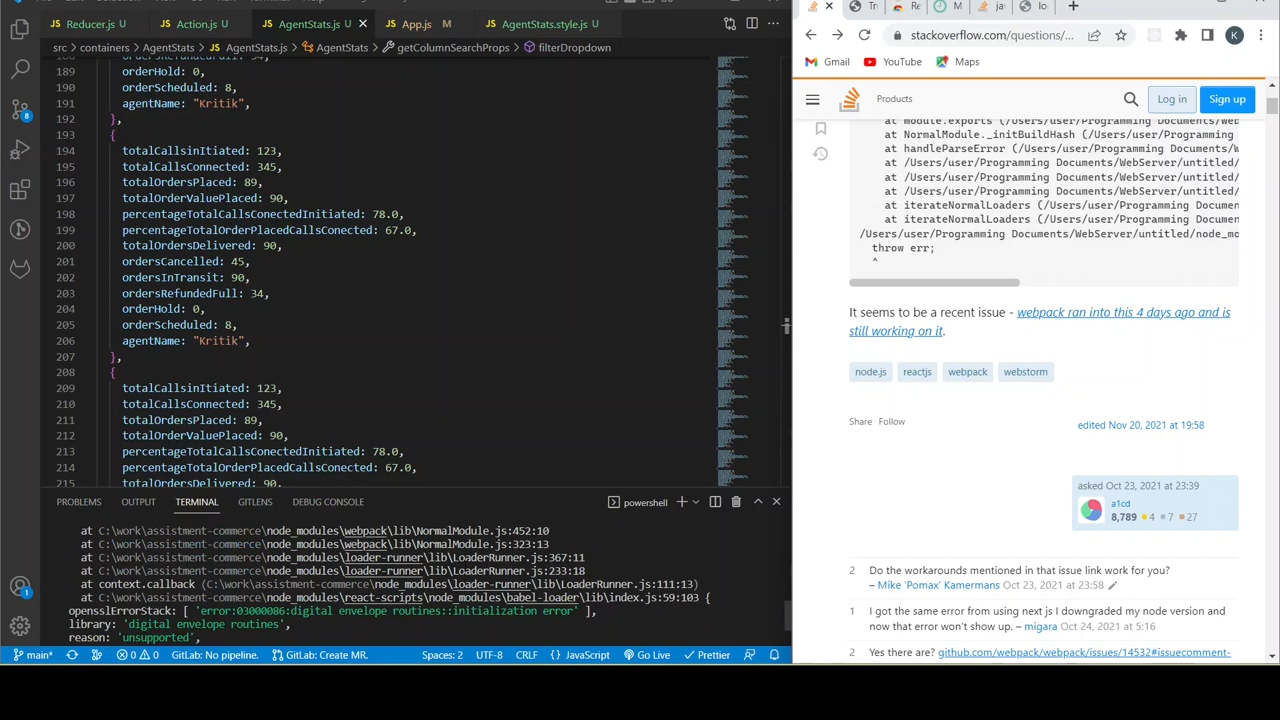 Reducer.js
Action.js
AgentStats.js
App.js M
AgentStats.style.js
src > containers > AgentStats > AgentStats.js > AgentStats > getColumnSearchProps > filterDropdown
189 orderHold: 0,
190 orderScheduled: 8,
191 agentName: "Kritik",
192 },
193 {
194 totalCallsinItiated: 123,
195 totalCallsConnected: 345,
196 totalOrdersPlaced: 89,
197 totalOrderValuePlaced: 90,
198 percentageTotalCallsConectedInitiated: 78.0,
199 percentageTotalOrderPlacedCallsConected: 67.0,
200 totalOrdersDelivered: 90,
201 ordersCancelled: 45,
202 ordersInTransit: 90,
203 ordersRefundedFull: 34,
204 orderHold: 0,
205 orderScheduled: 8,
206 agentName: "Kritik",
207 },
208 {
209 totalCallsinItiated: 123,
210 totalCallsConnected: 345,
211 totalOrdersPlaced: 89,
212 totalOrderValuePlaced: 90,
213 percentageTotalCallsConectedInitiated: 78.0,
214 percentageTotalOrderPlacedCallsConected: 67.0,
215 totalOrdersDelivered: 90,
PROBLEMS OUTPUT TERMINAL GITLENS DEBUG CONSOLE powershell
at C:\work\assistment-commerce\node_modules\webpack\lib\NormalModule.js:452:10
at C:\work\assistment-commerce\node_modules\webpack\lib\NormalModule.js:323:13
at C:\work\assistment-commerce\node_modules\loader-runner\lib\LoaderRunner.js:367:11
at C:\work\assistment-commerce\node_modules\loader-runner\lib\LoaderRunner.js:233:18
at context.callback (C:\work\assistment-commerce\node_modules\loader-runner\lib\LoaderRunner.js:111:13)
at C:\work\assistment-commerce\node_modules\react-scripts\node_modules\babel-loader\lib\index.js:59:103 {
opensslErrorStack: [ 'error:03000086:digital envelope routines::initialization error' ],
library: 'digital envelope routines',
reason: 'unsupported',
8
1
main* 0 0 GitLab: No pipeline. GitLab: Create MR. Spaces: 2 UTF-8 CRLF {} JavaScript Go Live Prettier
stackoverflow.com/questions/... K
Gmail YouTube Maps
Products Log in Sign up
at module.exports (/Users/user/Programming Documents/Web
at NormalModule._initBuildHash (/Users/user/Programming
at handleParseError (/Users/user/Programming Documents/W
at /Users/user/Programming Documents/WebServer/untitled/
at /Users/user/Programming Documents/WebServer/untitled/
at /Users/user/Programming Documents/WebServer/untitled/
at iterateNormalLoaders (/Users/user/Programming Documen
at iterateNormalLoaders (/Users/user/Programming Documen
/Users/user/Programming Documents/WebServer/untitled/node_mo
throw err;
^
It seems to be a recent issue - webpack ran into this 4 days ago and is
still working on it.
node.js reactjs webpack webstorm
Share Follow
edited Nov 20, 2021 at 19:58
asked Oct 23, 2021 at 23:39
a1cd
8,789 4 7 27
2 Do the workarounds mentioned in that issue link work for you?
– Mike 'Pomax' Kamermans Oct 23, 2021 at 23:58
1 I got the same error from using next js I downgraded my node version and
now that error won't show up. – migara Oct 24, 2021 at 5:16
2 Yes there are? github.com/webpack/webpack/issues/14532#issuecomment-